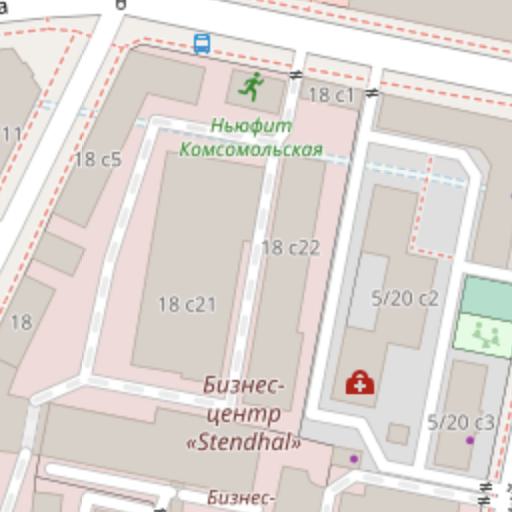 а
6
18 с1
Ньюфит
Комсомольская
11
18 с5
18 с22
5/20 с2
18 с21
18
Бизнес-
центр
«Stendhal»
5/20 с3
Бизнес-